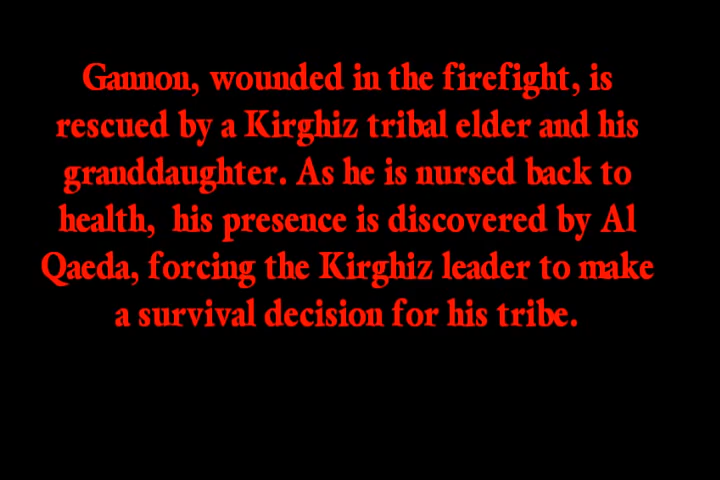 Gannon, wounded in the firefight, is
rescued by a Kirghiz tribal elder and his
granddaughter. As he is nursed back to
health,  his presence is discovered by Al
Qaeda, forcing the Kirghiz leader to make
a survival decision for his tribe.